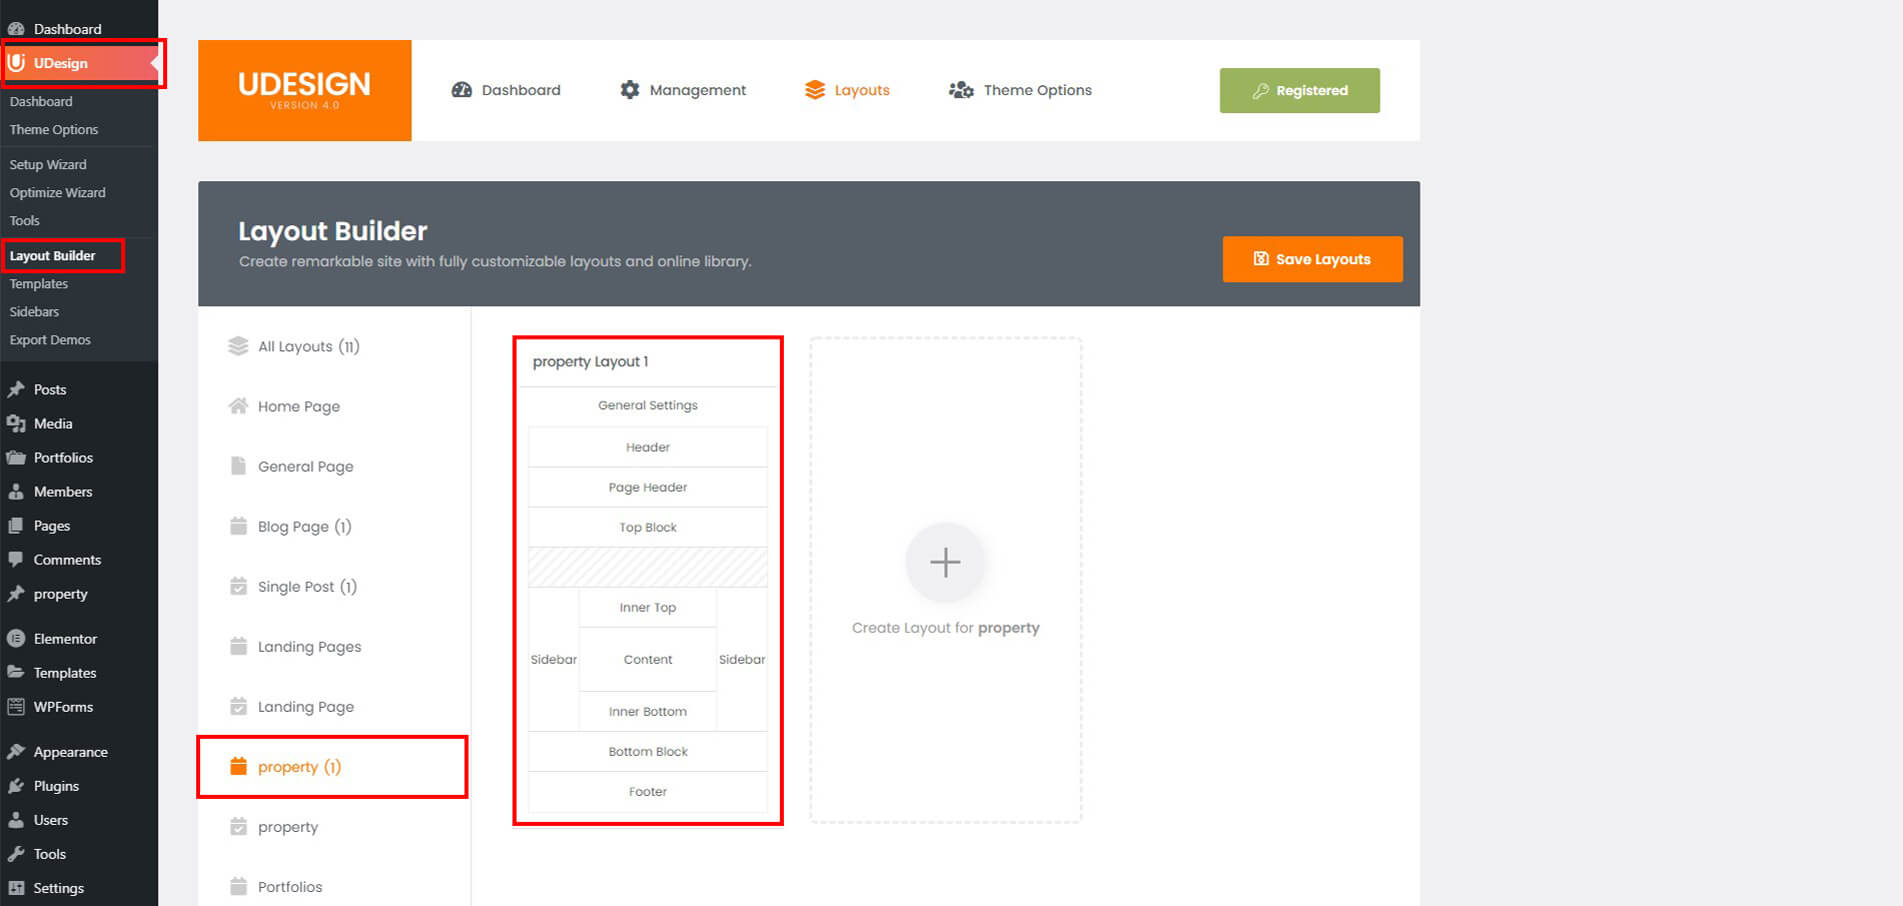 Dashboard
UDesign
Dashboard
Theme Options
Setup Wizard
Optimize Wizard
Tools
Layout Builder
Templates
Sidebars
Export Demos
Posts
Media
Portfolios
Members
Pages
Comments
property
Elementor
Templates
WPForms
Appearance
Plugins
Users
Tools
Settings
UDESIGN
VERSION 4.0
Dashboard
Management
Layouts
Theme Options
Registered
Layout Builder
Create remarkable site with fully customizable layouts and online library.
Save Layouts
All Layouts (11)
Home Page
General Page
Blog Page (1)
Single Post (1)
Landing Pages
Landing Page
property (1)
property
Portfolios
property Layout 1
General Settings
Header
Page Header
Top Block
Inner Top
Sidebar
Content
Sidebar
Inner Bottom
Bottom Block
Footer
Create Layout for property